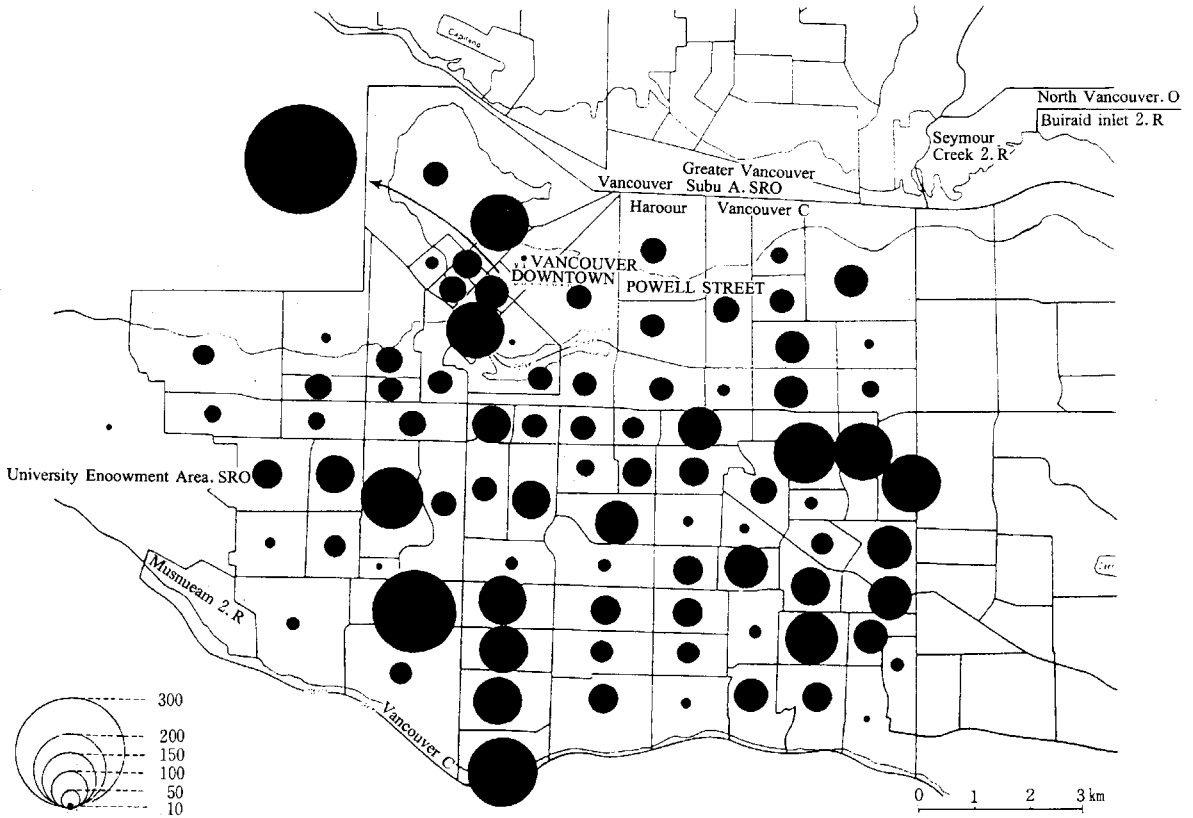 Capilano
North Vancouver. O
Buiraid inlet 2. R
Seymour
Creek 2. R
Greater Vancouver
Vancouver Subu A. SRO
Haroour
Vancouver C
VANCOUVER
DOWNTOWN
POWELL STREET
University Enoowment Area. SRO
Musnueam 2. R
Vancouver C
300
200
150
100
50
10
0 1 2 3 km